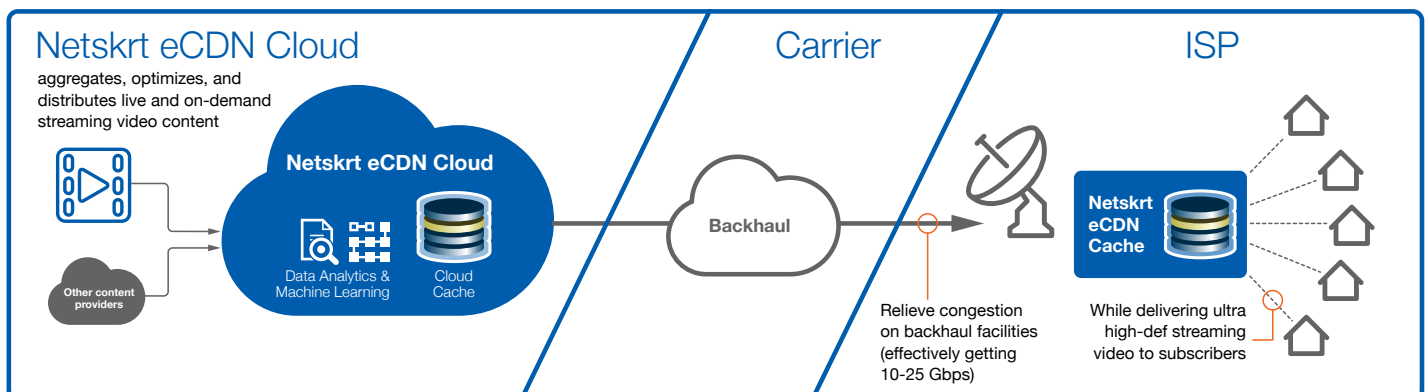 Netskrt eCDN Cloud
aggregates, optimizes, and
distributes live and on-demand
streaming video content
Other content
providers
Netskrt eCDN Cloud
Data Analytics &
Machine Learning
Cloud
Cache
Carrier
Backhaul
Relieve congestion
on backhaul facilities
(effectively getting
10-25 Gbps)
ISP
Netskrt
eCDN
Cache
While delivering ultra
high-def streaming
video to subscribers